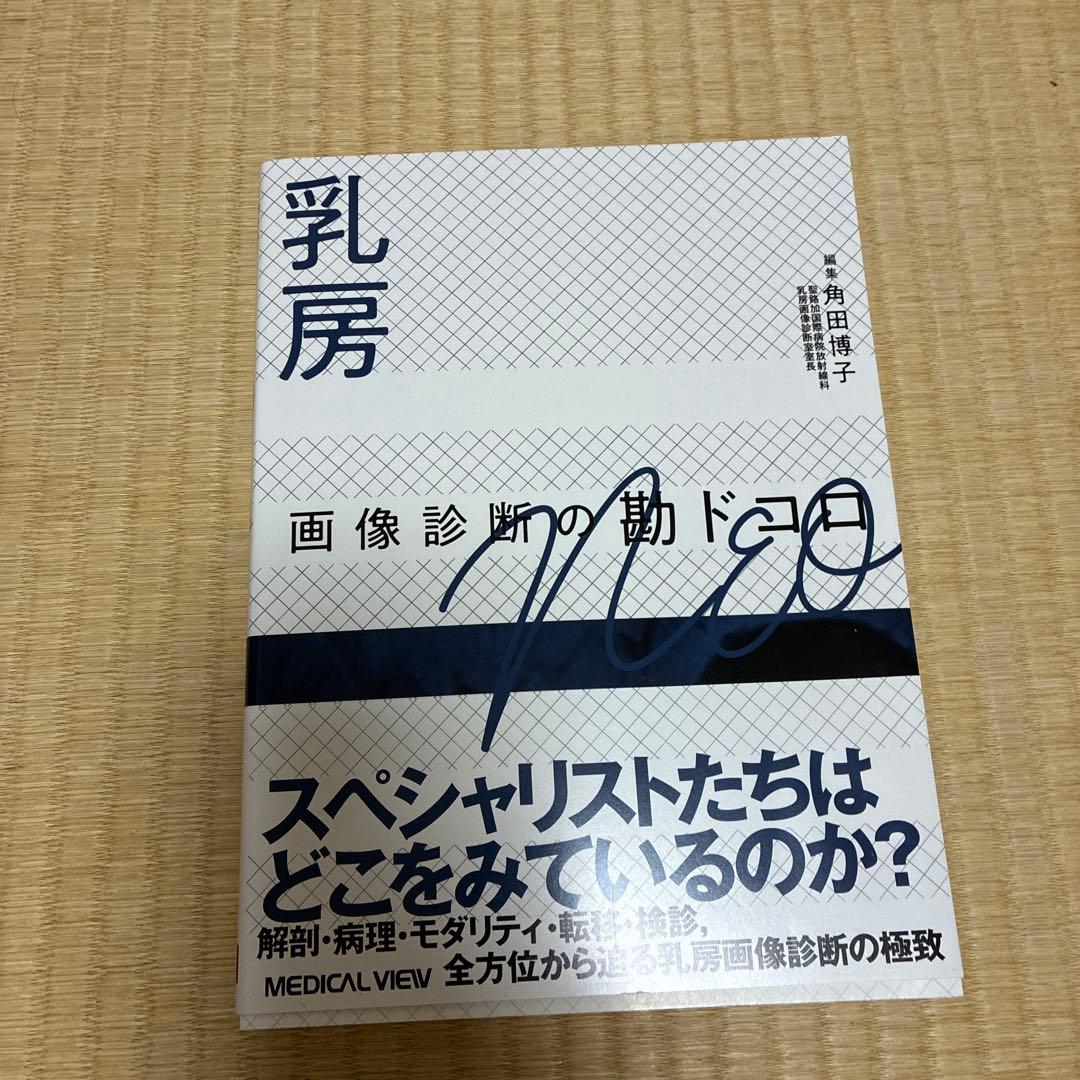 乳房
編集 角田博子
聖路加国際病院放射線科
乳房画像診断室室長
画像診断の勘ドコロ
NEO
スペシャリストたちは
どこをみているのか?
解剖・病理・モダリティ・転移・検診,
MEDICAL VIEW 全方位から迫る乳房画像診断の極致